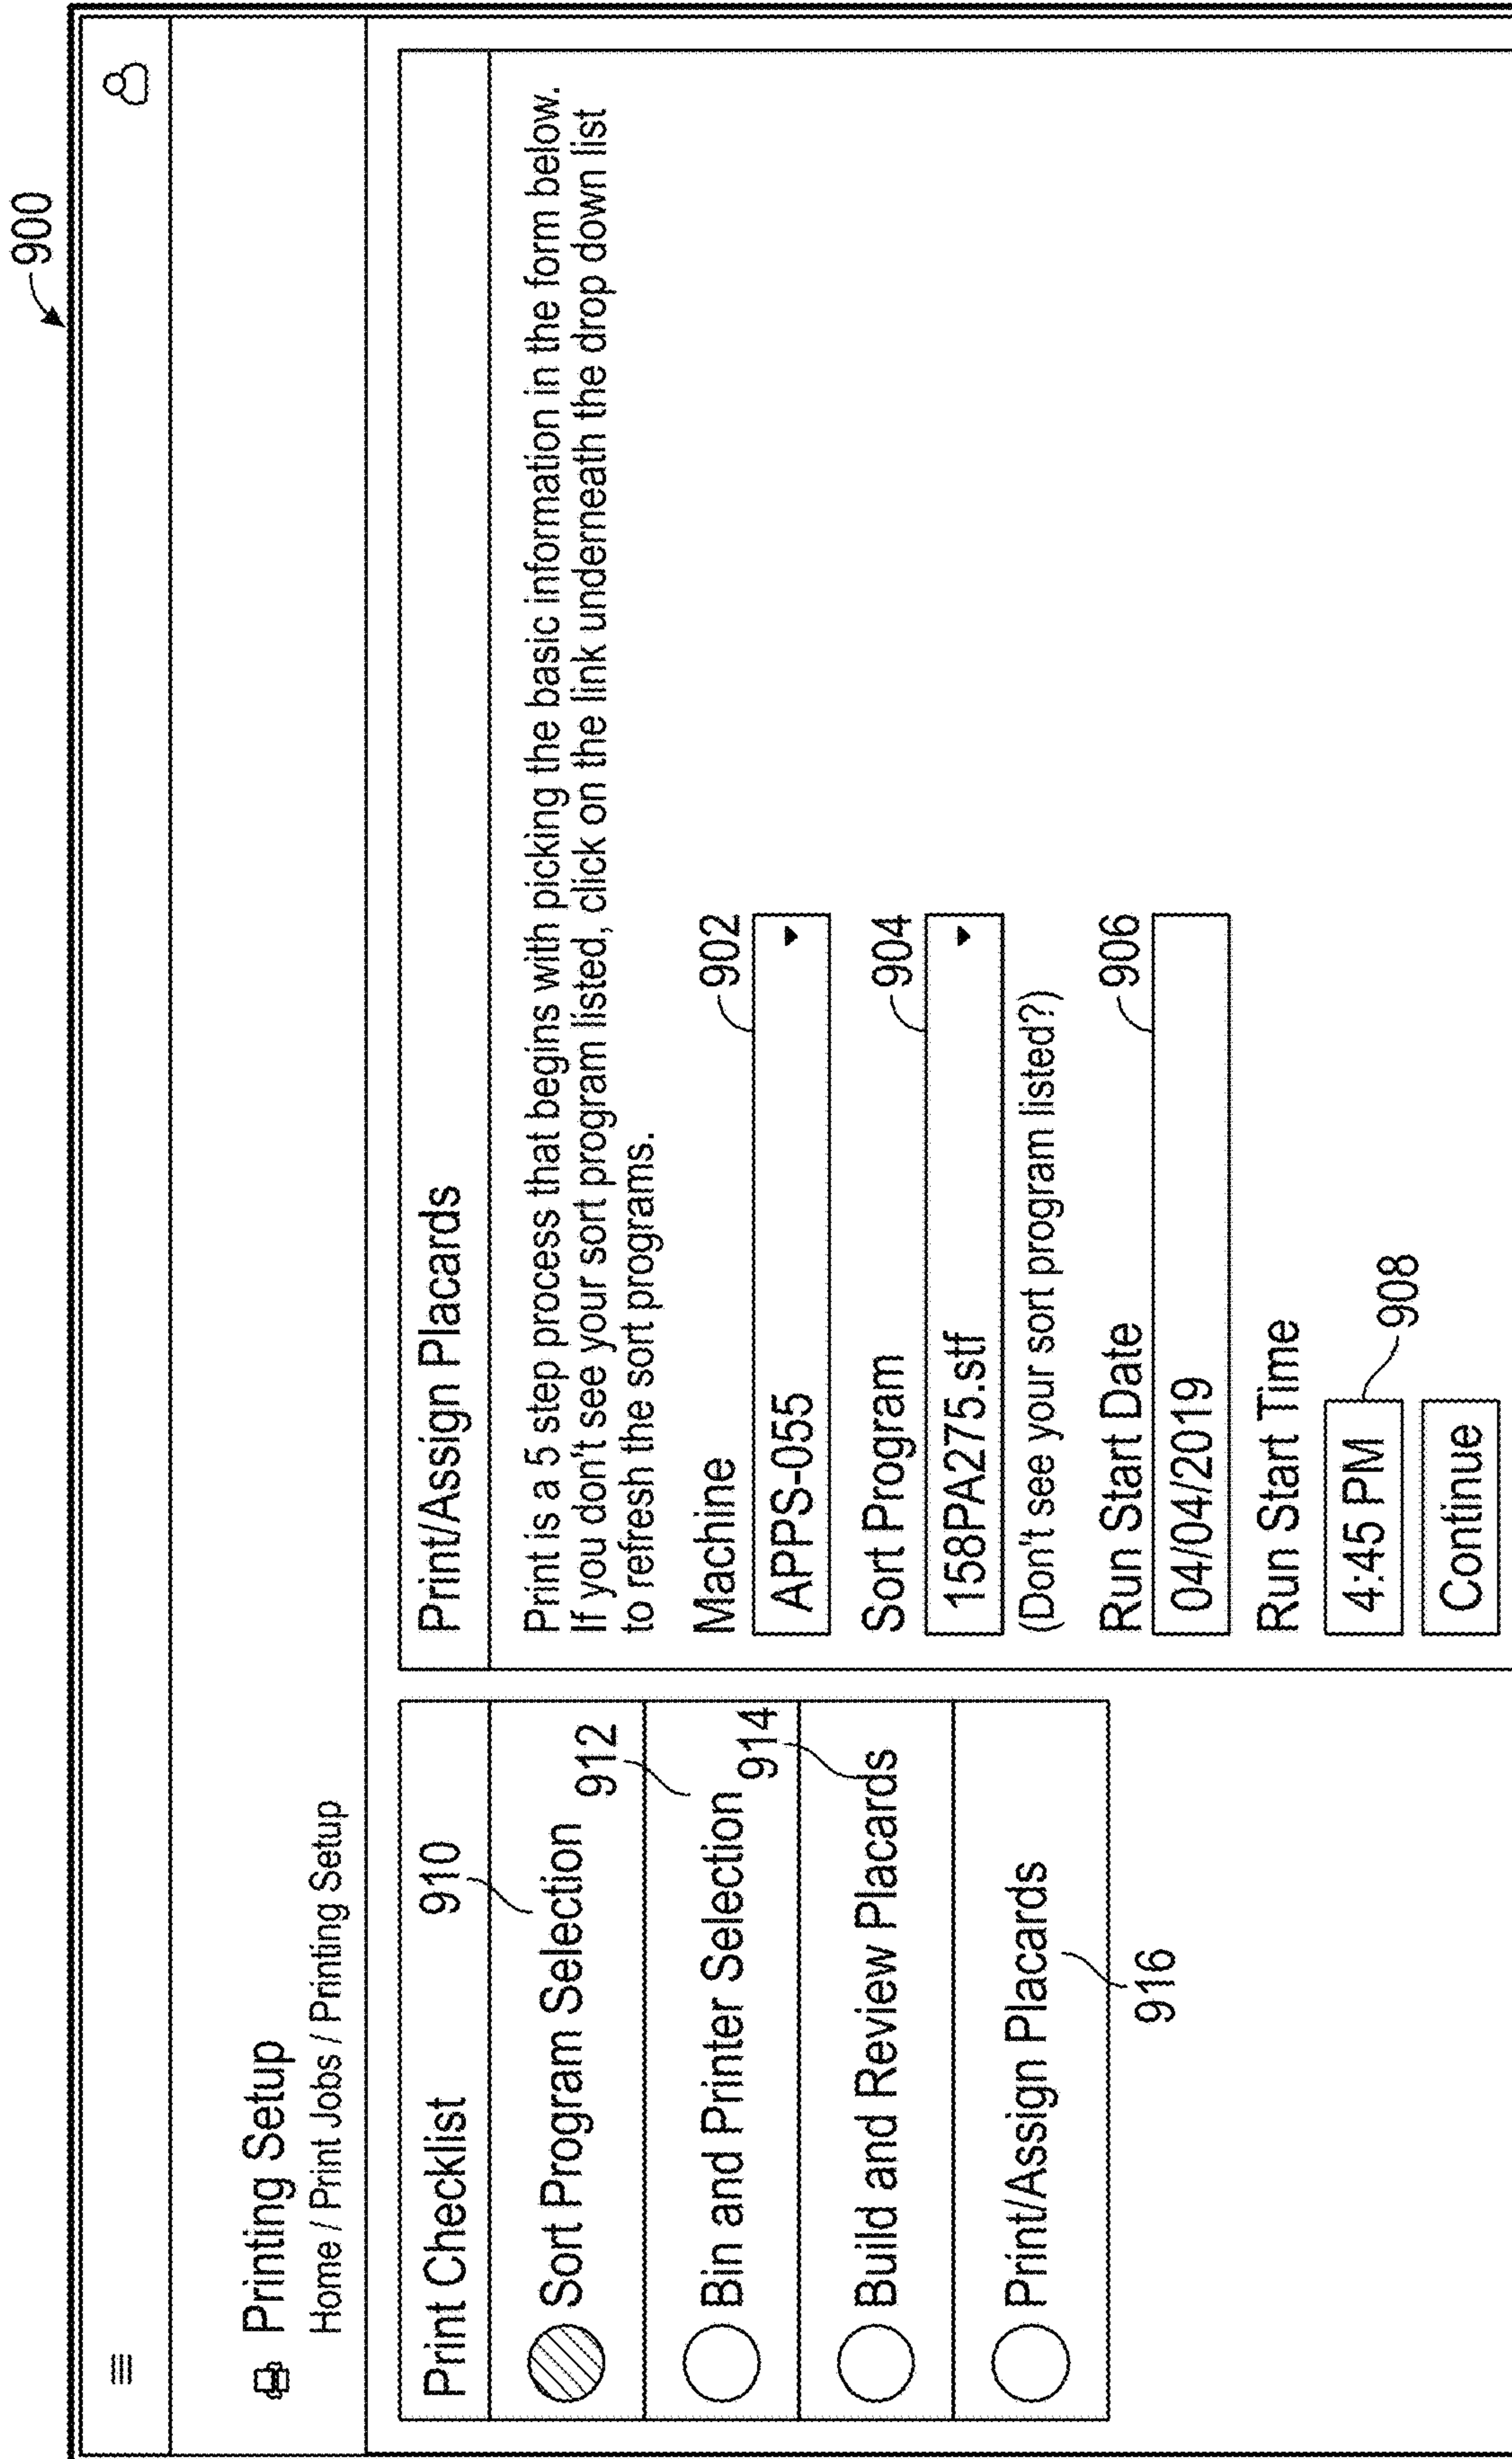 900
Printing Setup
Home / Print Jobs / Printing Setup
Print Checklist
910
Sort Program Selection
912
Bin and Printer Selection
914
Build and Review Placards
Print/Assign Placards
916
Print/Assign Placards
Print is a 5 step process that begins with picking the basic information in the form below.
If you don't see your sort program listed, click on the link underneath the drop down list
to refresh the sort programs.
Machine
902
APPS-055
Sort Program
904
158PA275.stf
(Don't see your sort program listed?)
Run Start Date
906
04/04/2019
Run Start Time
4:45 PM
908
Continue